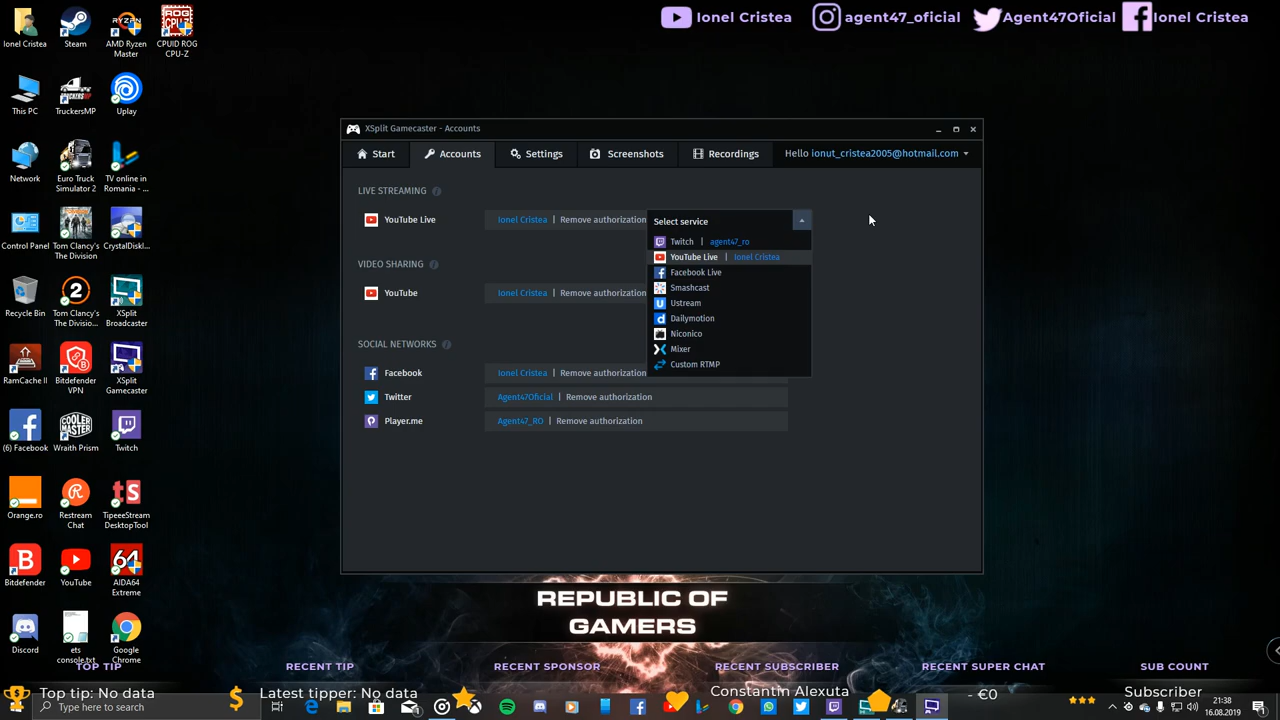 Ionel Cristea
agent47_oficial
Agent47Oficial
Ionel Cristea
Ionel Cristea
Steam
AMD Ryzen Master
CPUID ROG CPU-Z
This PC
TruckersMP
Uplay
Network
Euro Truck Simulator 2
TV online in Romania - ...
Control Panel
Tom Clancy's The Division
CrystalDiskI...
Recycle Bin
Tom Clancy's The Divisio...
XSplit Broadcaster
RamCache II
Bitdefender VPN
XSplit Gamecaster
(6) Facebook
Wraith Prism
Twitch
Orange.ro
Restream Chat
TipeeeStream DesktopTool
Bitdefender
YouTube
AIDA64 Extreme
Discord
ets console.txt
Google Chrome
XSplit Gamecaster - Accounts
Start
Accounts
Settings
Screenshots
Recordings
Hello ionut_cristea2005@hotmail.com
LIVE STREAMING
YouTube Live
Ionel Cristea | Remove authorization
Select service
Twitch | agent47_ro
YouTube Live | Ionel Cristea
Facebook Live
Smashcast
Ustream
Dailymotion
Niconico
Mixer
Custom RTMP
VIDEO SHARING
YouTube
Ionel Cristea | Remove authorization
SOCIAL NETWORKS
Facebook
Ionel Cristea | Remove authorization
Twitter
Agent47Oficial | Remove authorization
Player.me
Agent47_RO | Remove authorization
REPUBLIC OF
GAMERS
TOP TIP
RECENT TIP
RECENT SPONSOR
RECENT SUBSCRIBER
RECENT SUPER CHAT
SUB COUNT
Top tip: No data
Latest tipper: No data
Constantin Alexuta
- €0
Subscriber
Type here to search
21:38
16.08.2019